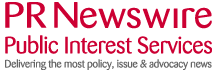 PR Newswire
Public Interest Services
Delivering the most policy, issue & advocacy news